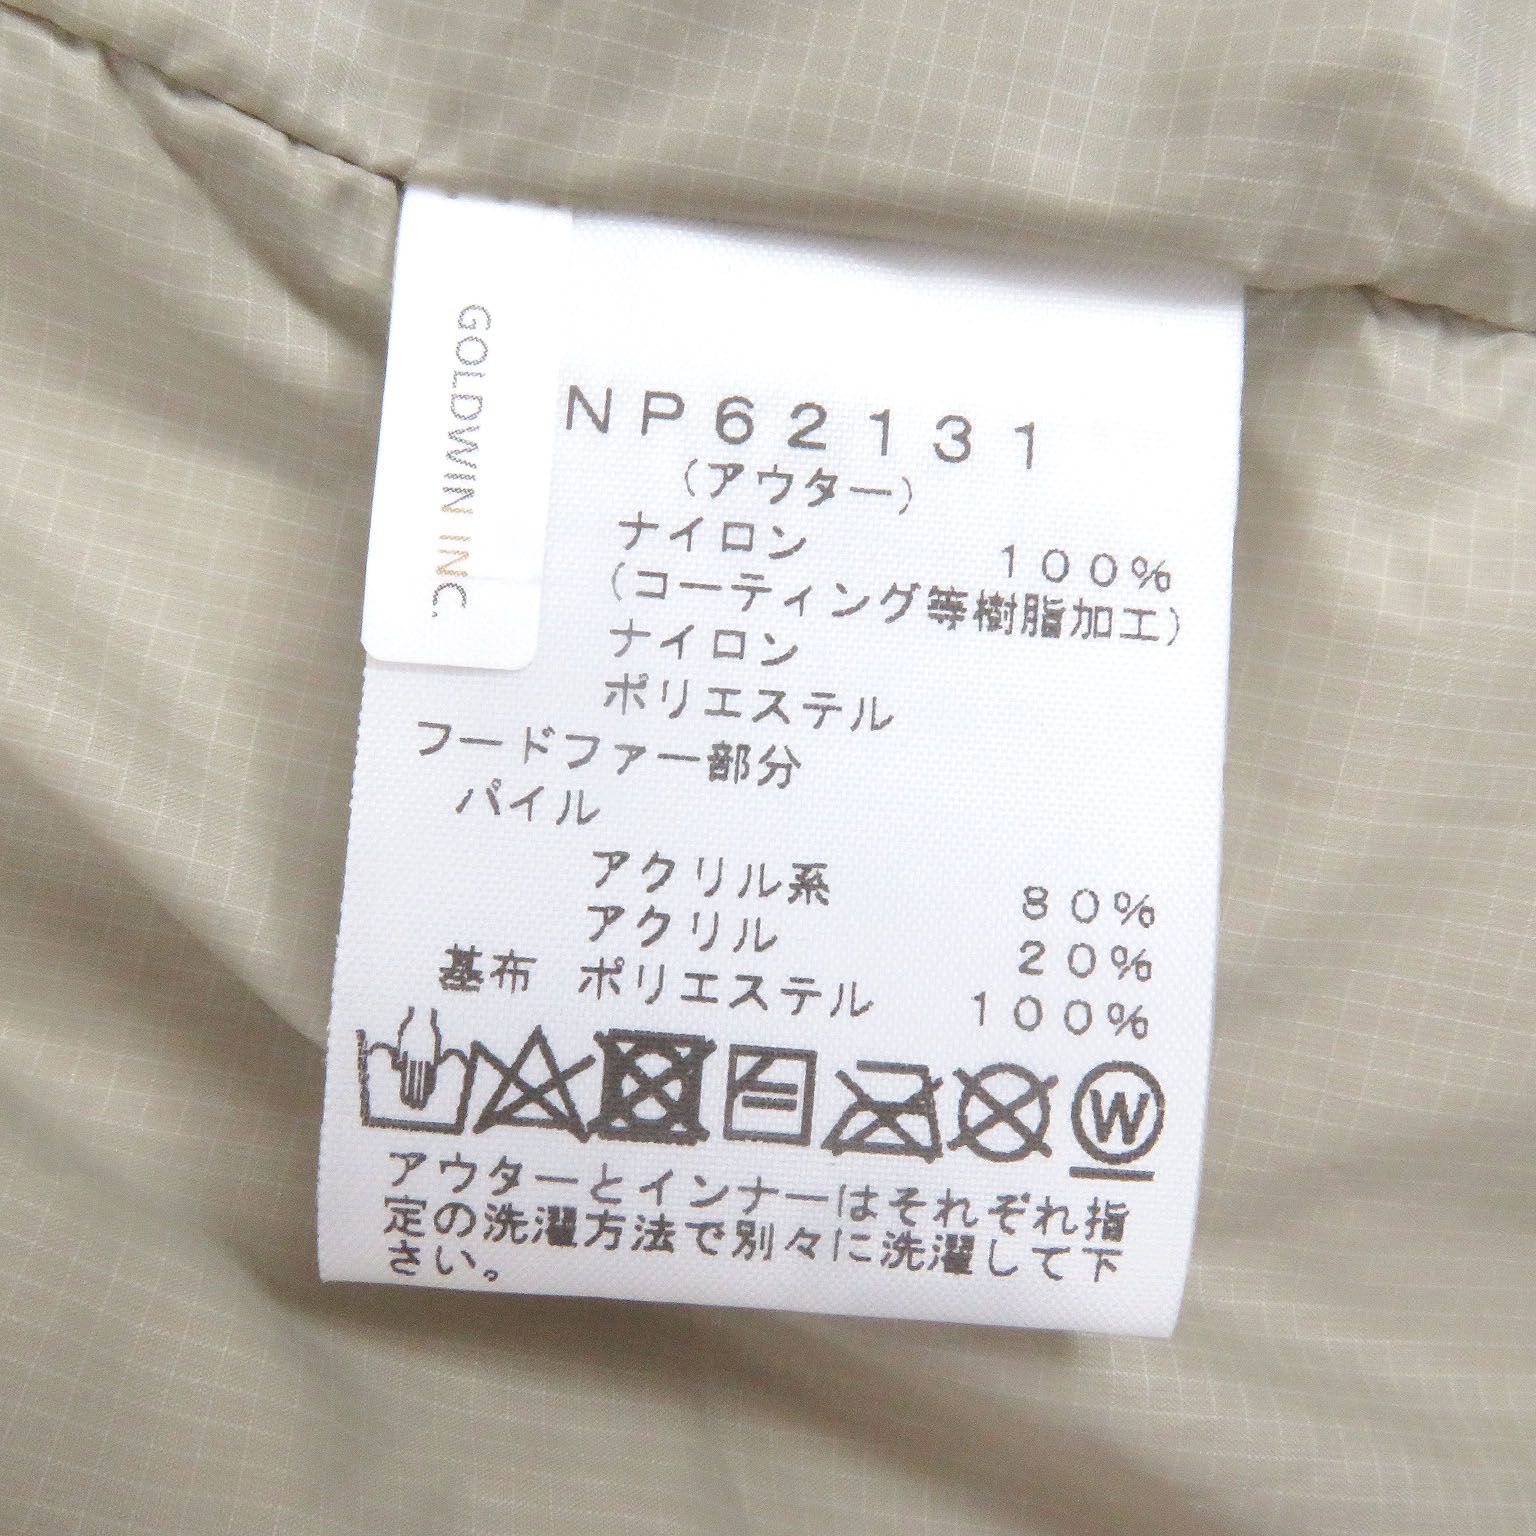 GOLDWIN INC.
NP62131
(アウター)
ナイロン 100%
(コーティング等樹脂加工)
ナイロン
ポリエステル
フードファー部分
パイル
アクリル系 80%
アクリル 20%
基布 ポリエステル 100%
W
アウターとインナーはそれぞれ指
定の洗濯方法で別々に洗濯して下
さい。